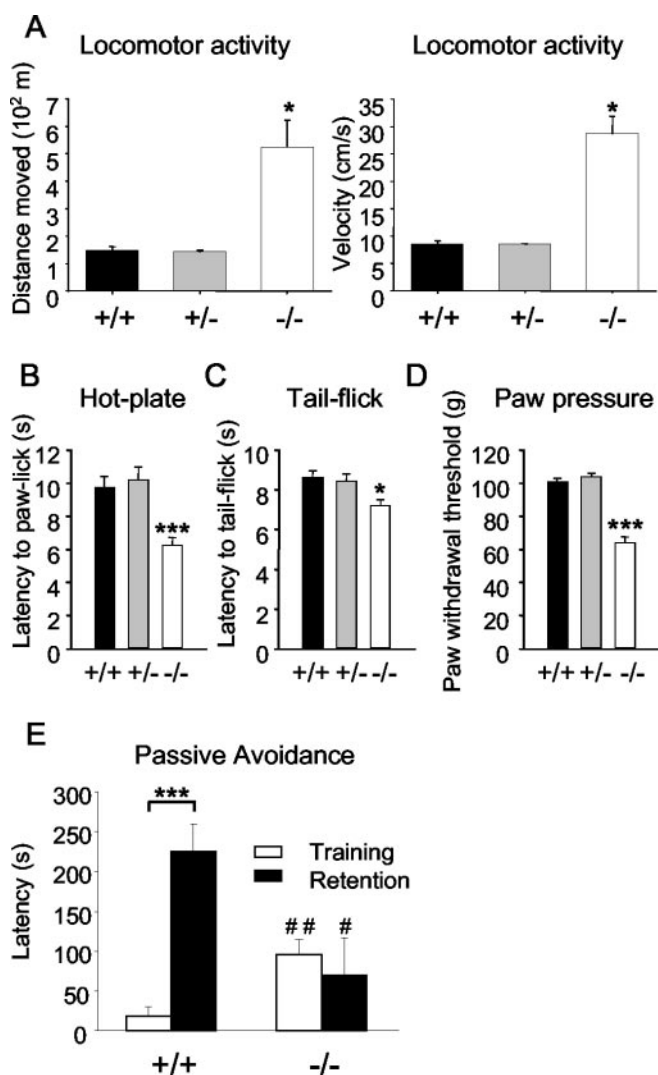 A
Locomotor activity
Distance moved (10² m)
7
6
5
4
3
2
1
0
+/+ +/- -/-
Locomotor activity
Velocity (cm/s)
35
30
20
10
5
0
*
*
+/+ +/- -/-
B
Hot-plate
Latency to paw-lick (s)
12
10
8
6
4
2
0
***
+/+ +/- -/-
C
Tail-flick
Latency to tail-flick (s)
10
8
6
4
2
0
*
+/+ +/- -/-
D
Paw pressure
Paw withdrawal threshold (g)
120
100
80
60
40
20
0
***
+/+ +/- -/-
E
Passive Avoidance
Latency (s)
300
250
200
150
100
50
0
***
Training
Retention
## #
+/+ -/-